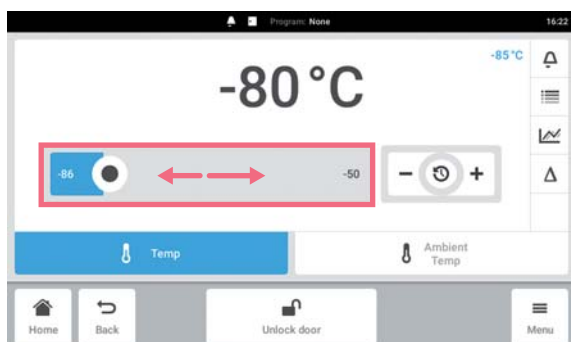 Program: None
16:22
-85°C
-80°C
-86
-50
Temp
Ambient
Temp
Home
Back
Unlock door
Menu